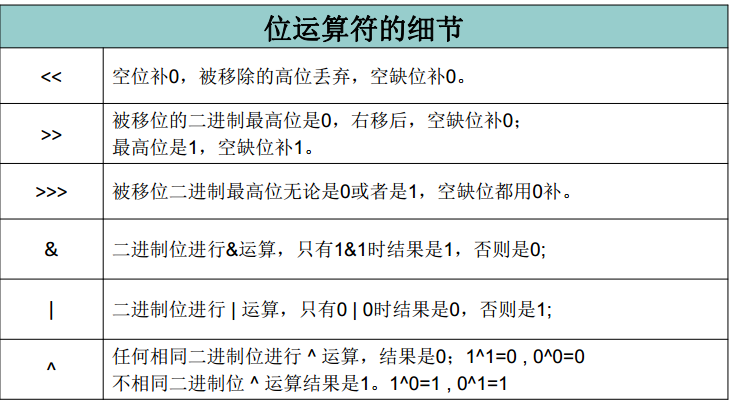 位运算符的细节
<< 空位补0，被移除的高位丢弃，空缺位补0。
>> 被移位的二进制最高位是0，右移后，空缺位补0；
最高位是1，空缺位补1。
>>> 被移位二进制最高位无论是0或者是1，空缺位都用0补。
& 二进制位进行&运算，只有1&1时结果是1，否则是0;
| 二进制位进行 | 运算，只有0 | 0时结果是0，否则是1;
^ 任何相同二进制位进行 ^ 运算，结果是0；1^1=0 , 0^0=0
不相同二进制位 ^ 运算结果是1。1^0=1 , 0^1=1